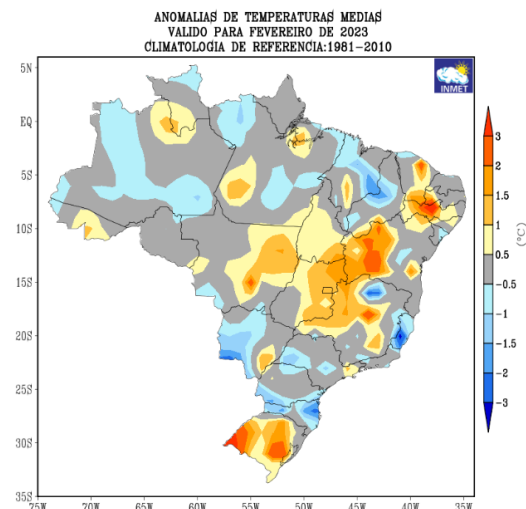 ANOMALIAS DE TEMPERATURAS MEDIAS
VALIDO PARA FEVEREIRO DE 2023
CLIMATOLOGIA DE REFERENCIA:1981-2010
INMET
5N
EQ
5S
10S
15S
20S
25S
30S
35S
75W
70W
65W
60W
55W
50W
45W
40W
35W
3
2
1.5
1
0.5
-0.5
-1
-1.5
-2
-3
(°C)